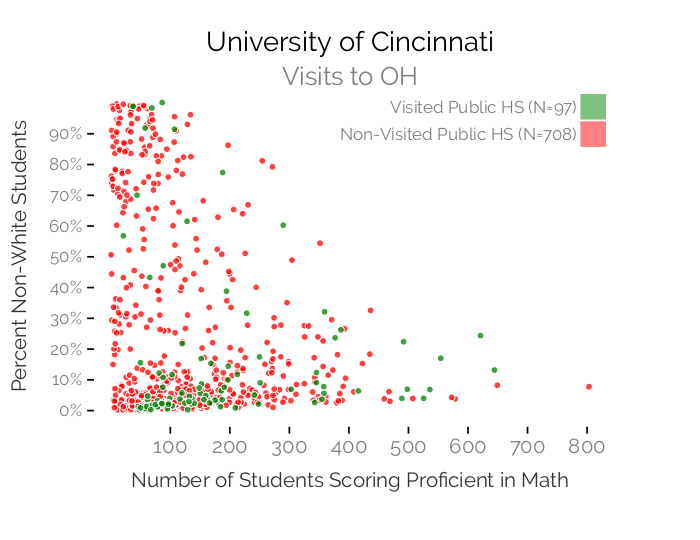 University of Cincinnati
Visits to OH
Visited Public HS (N=97)
Non-Visited Public HS (N=708)
Percent Non-White Students
90%
80%
70%
60%
50%
40%
30%
20%
10%
0%
100 200 300 400 500 600 700 800
Number of Students Scoring Proficient in Math